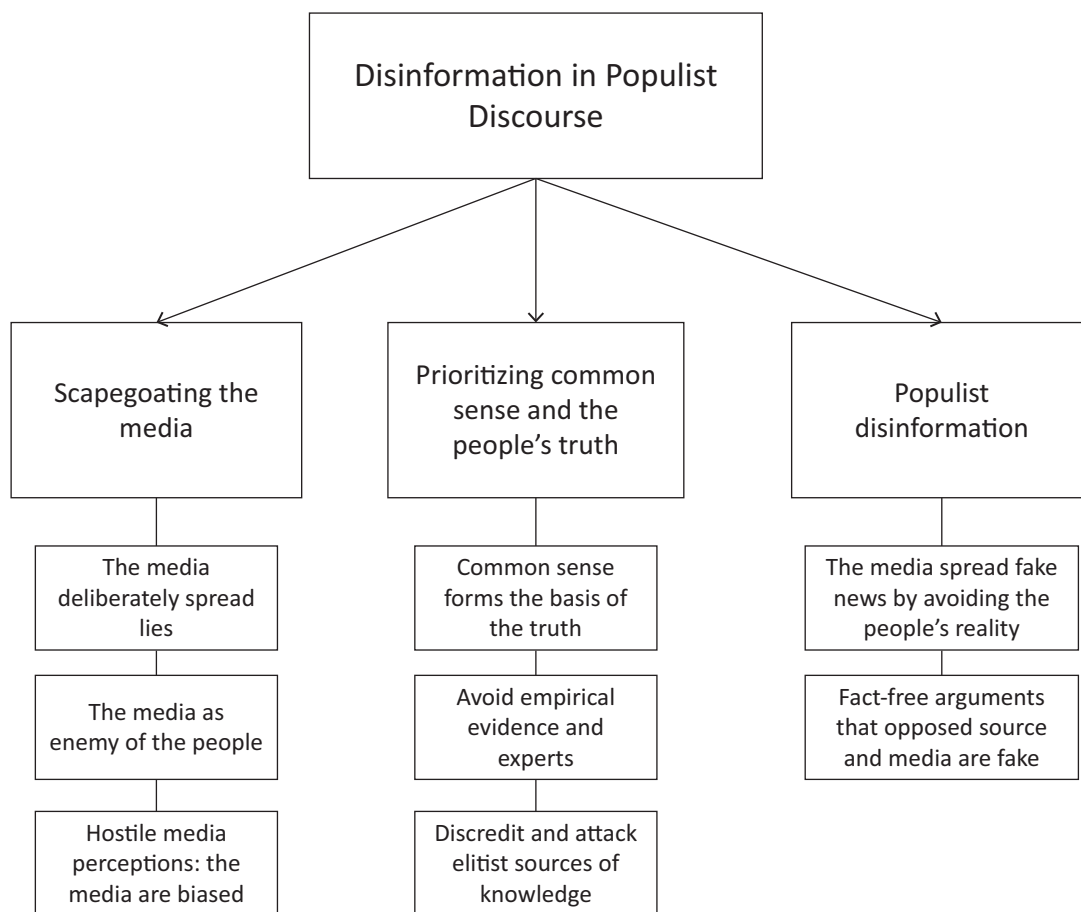 Disinformation in Populist
Discourse
Scapegoating the
media
Prioritizing common
sense and the
people’s truth
Populist
disinformation
The media
deliberately spread
lies
Common sense
forms the basis of
the truth
The media spread fake
news by avoiding the
people’s reality
The media as
enemy of the people
Avoid empirical
evidence and
experts
Fact-free arguments
that opposed source
and media are fake
Hostile media
perceptions: the
media are biased
Discredit and attack
elitist sources of
knowledge